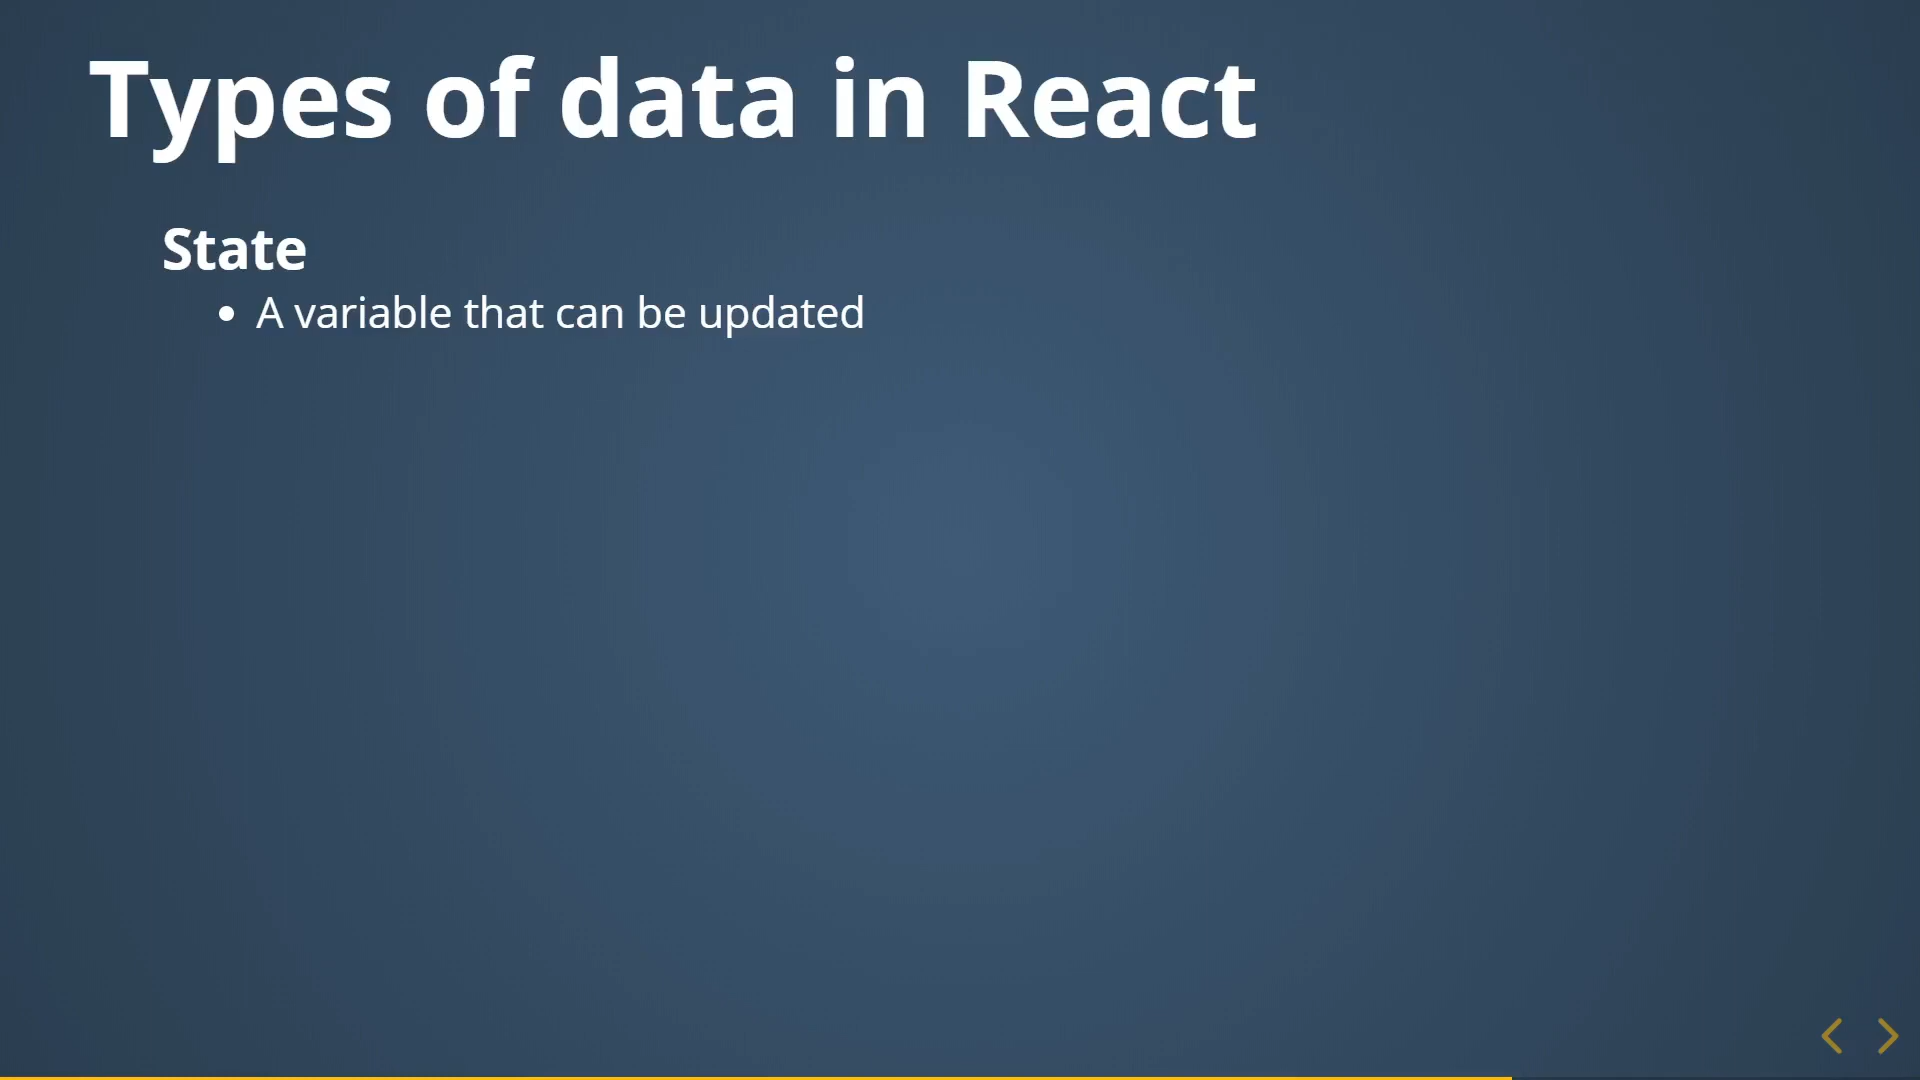 Types of data in React
State
• A variable that can be updated